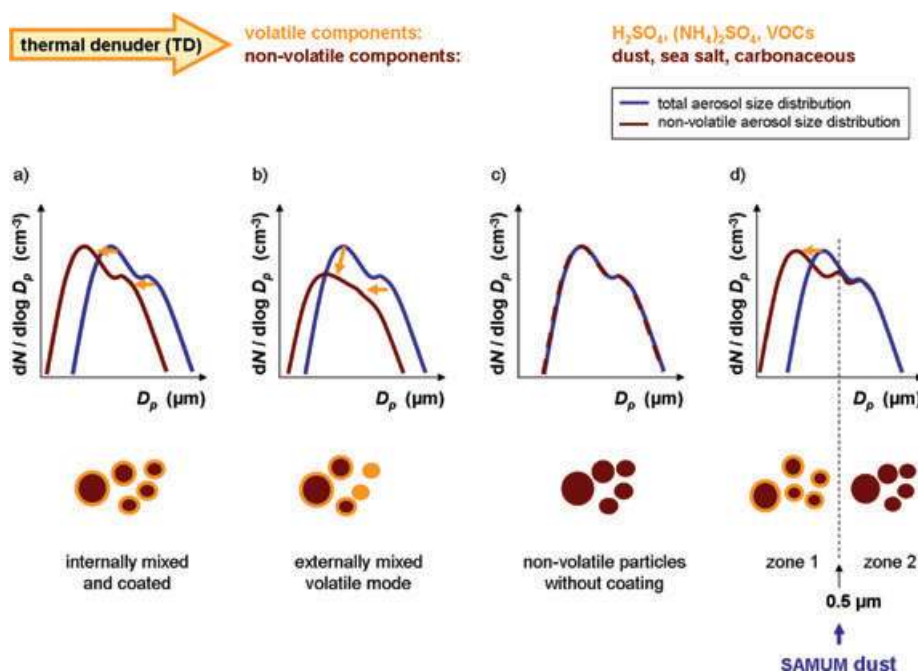 thermal denuder (TD)
volatile components:
non-volatile components:
H₂SO₄, (NH₄)₂SO₄, VOCs
dust, sea salt, carbonaceous
total aerosol size distribution
non-volatile aerosol size distribution
a)
dN / dlog Dₚ (cm⁻³)
Dₚ (µm)
internally mixed
and coated
b)
dN / dlog Dₚ (cm⁻³)
Dₚ (µm)
externally mixed
volatile mode
c)
dN / dlog Dₚ (cm⁻³)
Dₚ (µm)
non-volatile particles
without coating
d)
dN / dlog Dₚ (cm⁻³)
Dₚ (µm)
zone 1
zone 2
0.5 µm
SAMUM dust